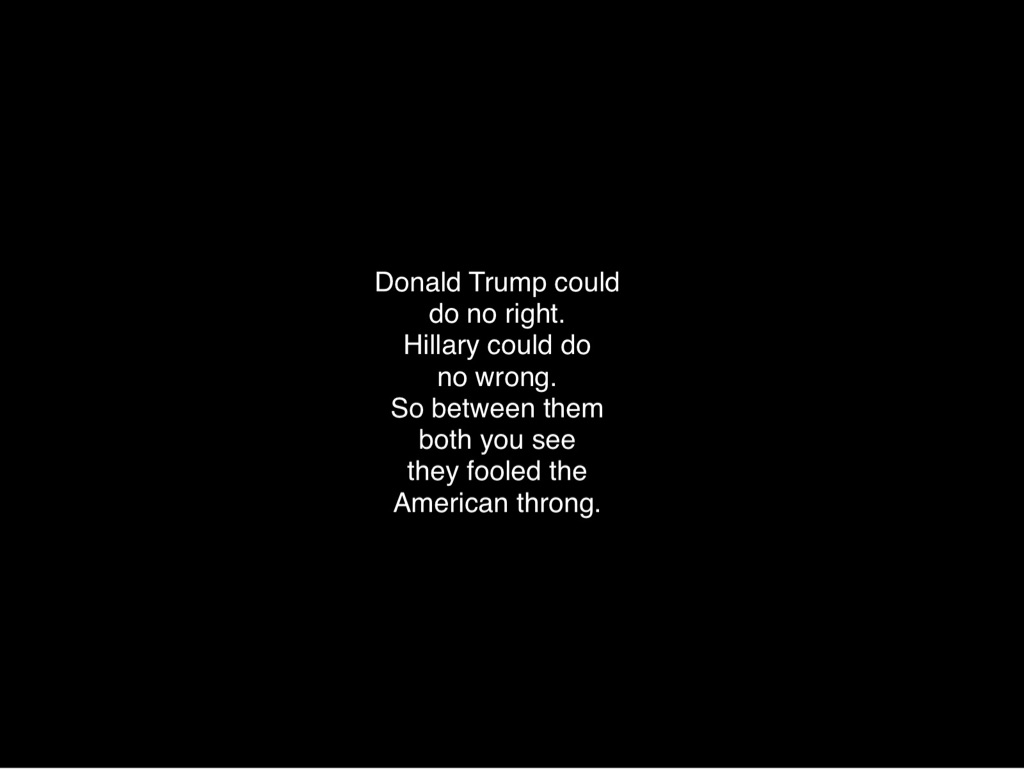 Donald Trump could
do no right.
Hillary could do
no wrong.
So between them
both you see
they fooled the
American throng.